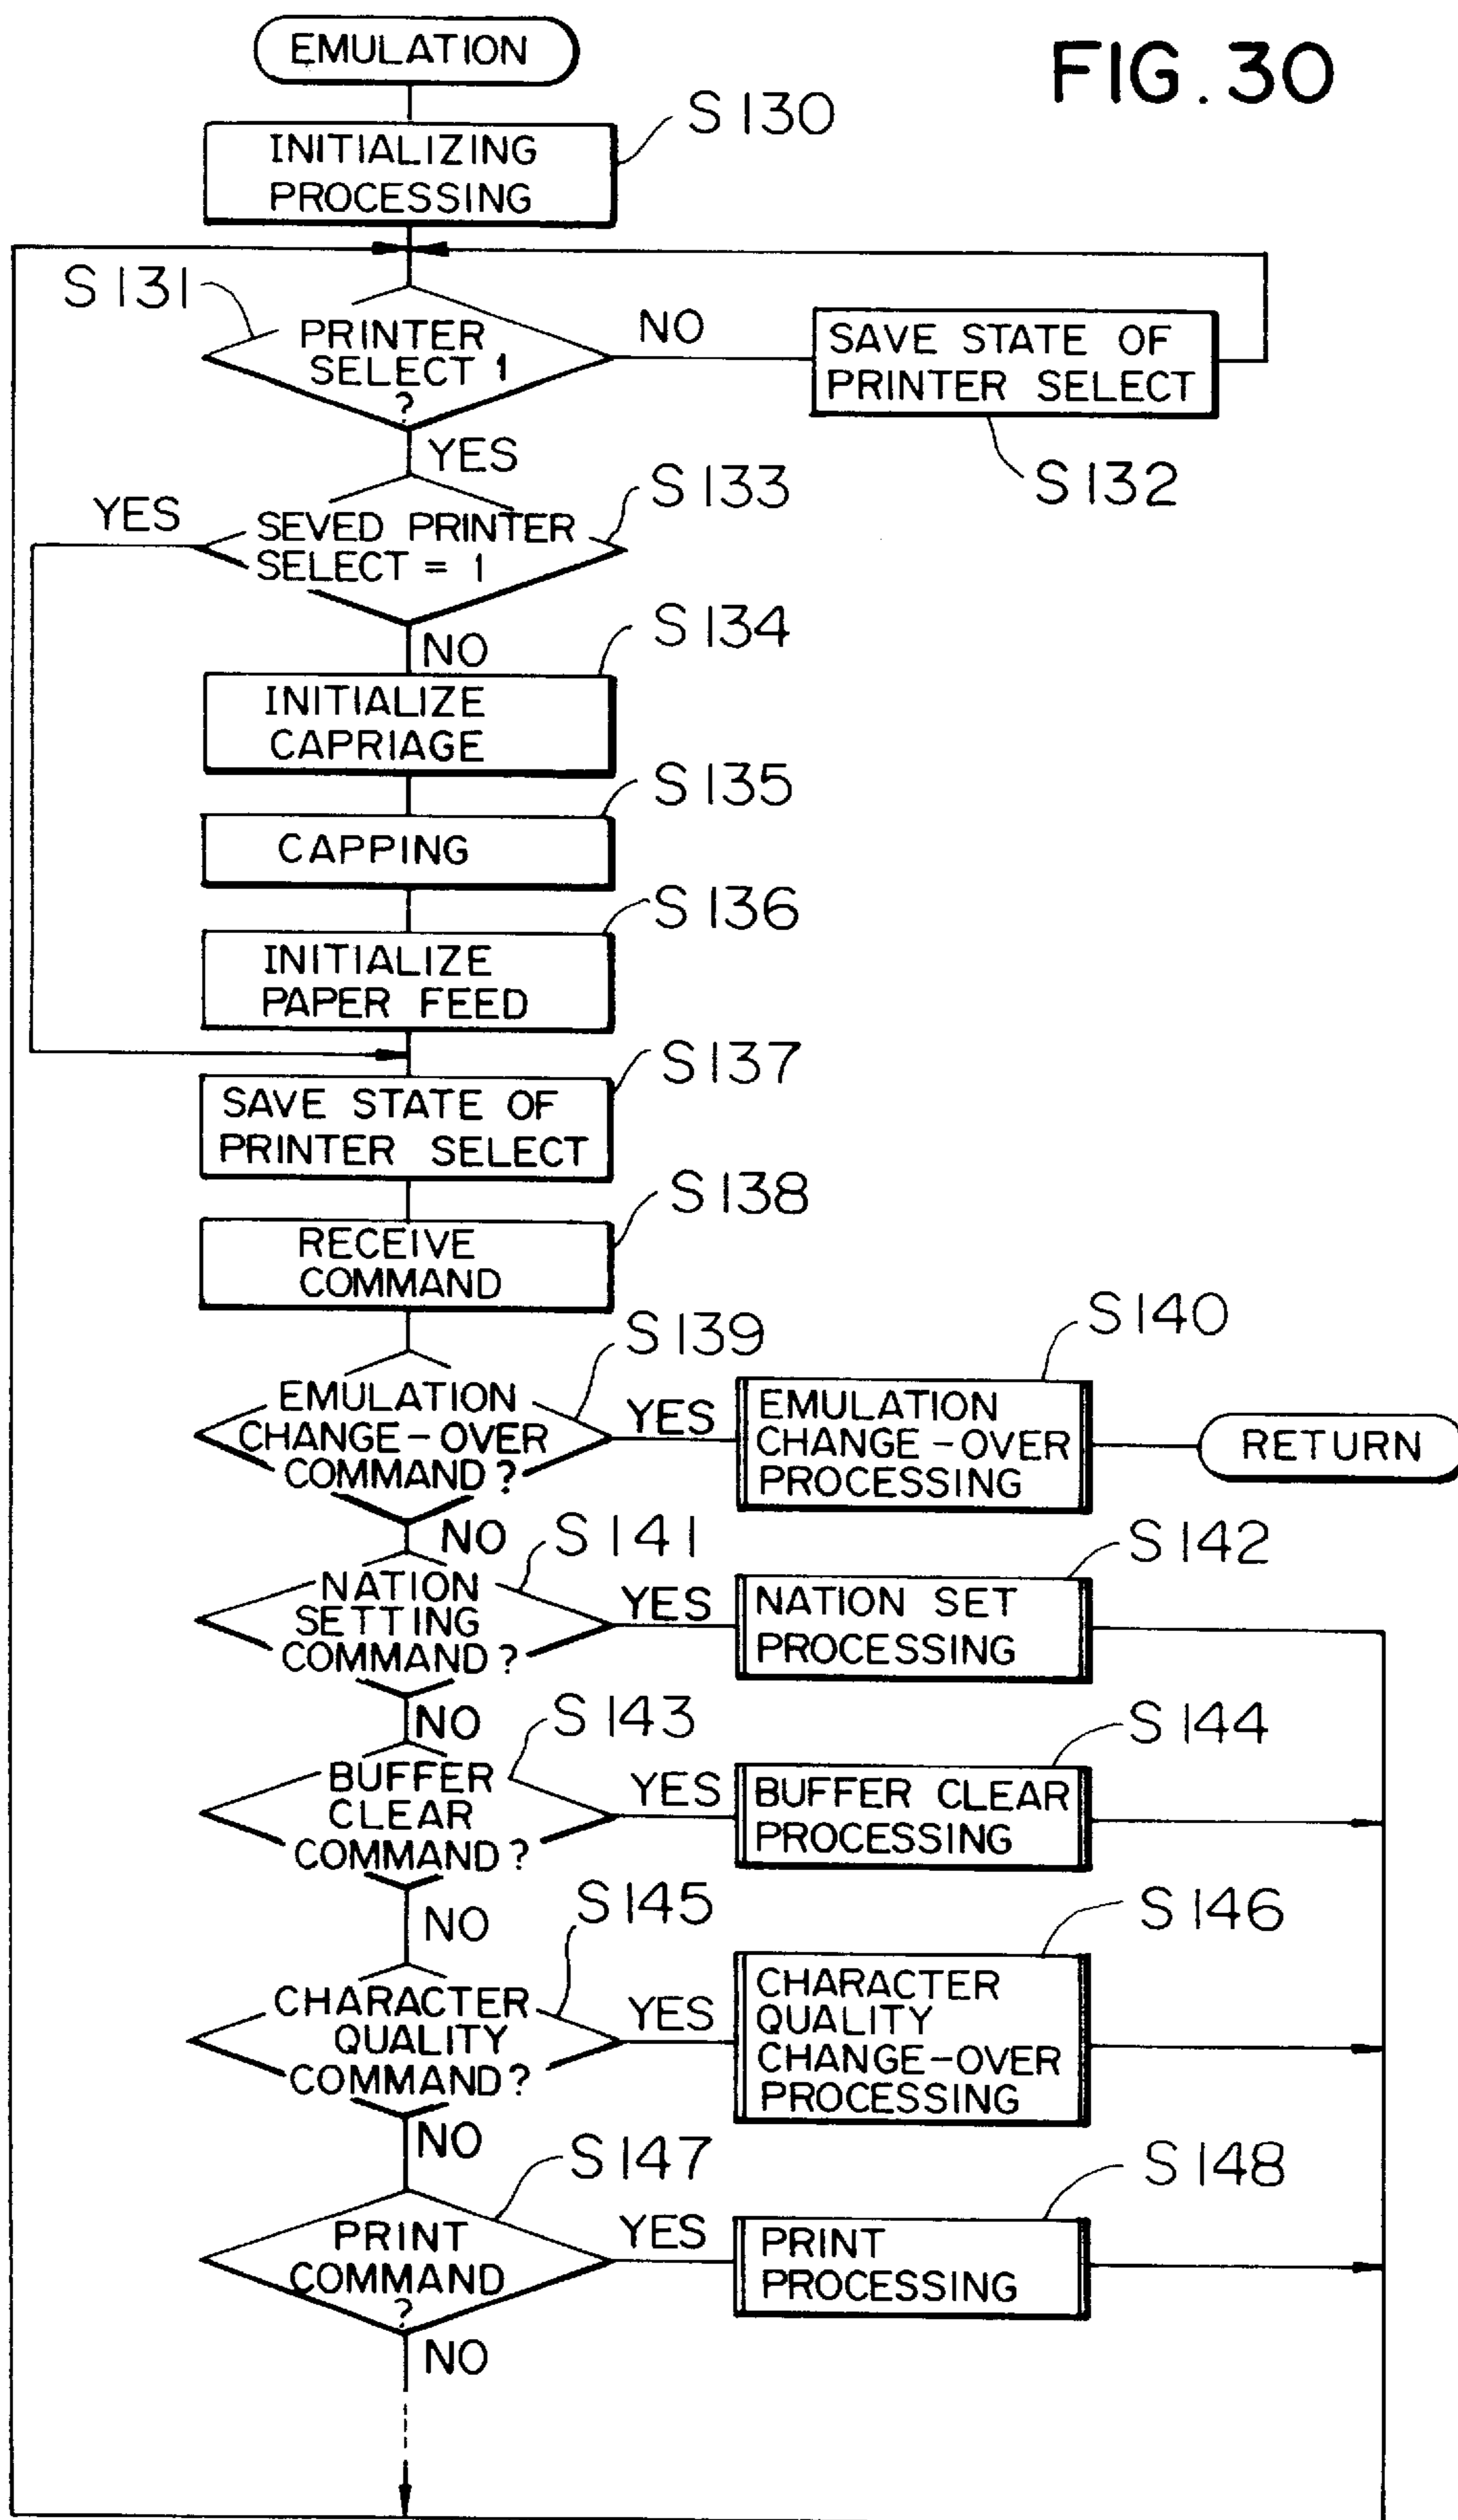 EMULATION
FIG. 30
S130
INITIALIZING
PROCESSING
S131
PRINTER
SELECT 1
?
NO
SAVE STATE OF
PRINTER SELECT
S132
YES
S133
YES
SEVED PRINTER
SELECT = 1
NO
S134
INITIALIZE
CAPRIAGE
S135
CAPPING
S136
INITIALIZE
PAPER FEED
S137
SAVE STATE OF
PRINTER SELECT
S138
RECEIVE
COMMAND
S139
EMULATION
CHANGE-OVER
COMMAND?
YES
S140
EMULATION
CHANGE-OVER
PROCESSING
RETURN
NO
S141
NATION
SETTING
COMMAND?
YES
S142
NATION SET
PROCESSING
NO
S143
BUFFER
CLEAR
COMMAND?
YES
S144
BUFFER CLEAR
PROCESSING
NO
S145
CHARACTER
QUALITY
COMMAND?
YES
S146
CHARACTER
QUALITY
CHANGE-OVER
PROCESSING
NO
S147
PRINT
COMMAND
?
YES
S148
PRINT
PROCESSING
NO